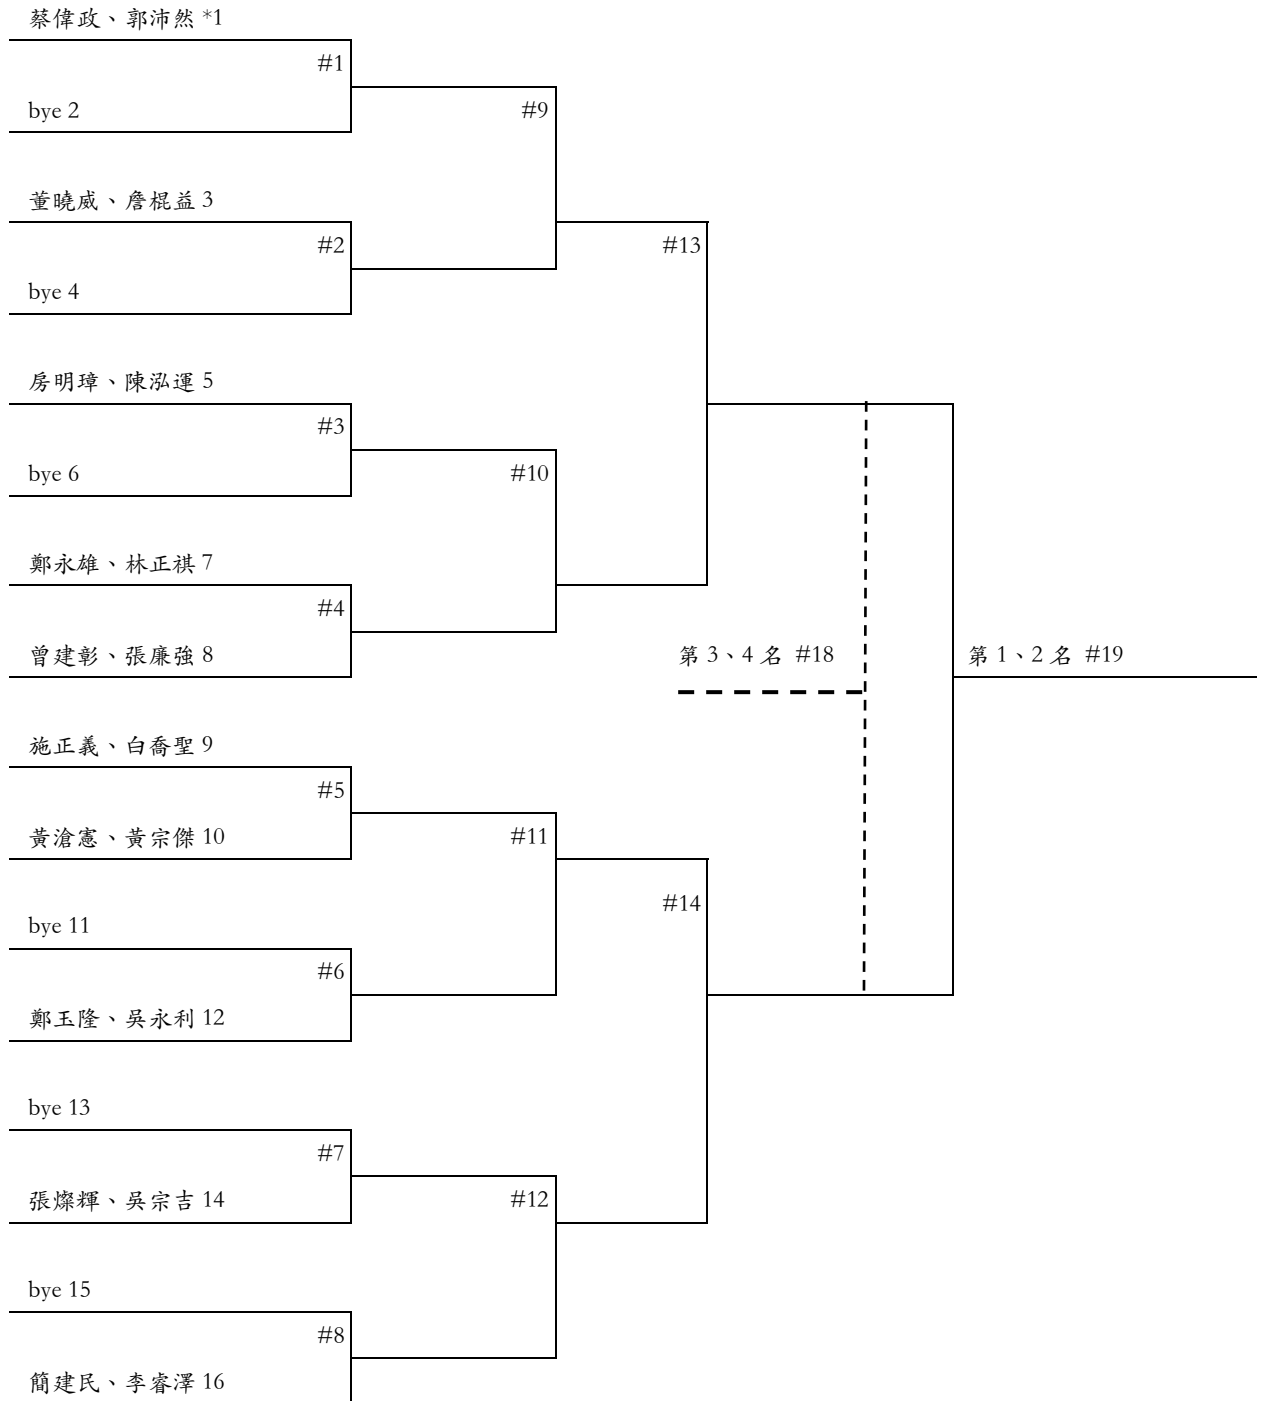 蔡偉政、郭沛然 *1
#1
bye 2
#9
董曉威、詹棍益 3
#2
#13
bye 4
房明璋、陳泓運 5
#3
bye 6
#10
鄭永雄、林正祺 7
#4
曾建彰、張廉強 8
第 3、4 名 #18
第 1、2 名 #19
施正義、白喬聖 9
#5
黃滄憲、黃宗傑 10
#11
#14
bye 11
#6
鄭玉隆、吳永利 12
bye 13
#7
張燦輝、吳宗吉 14
#12
bye 15
#8
簡建民、李睿澤 16